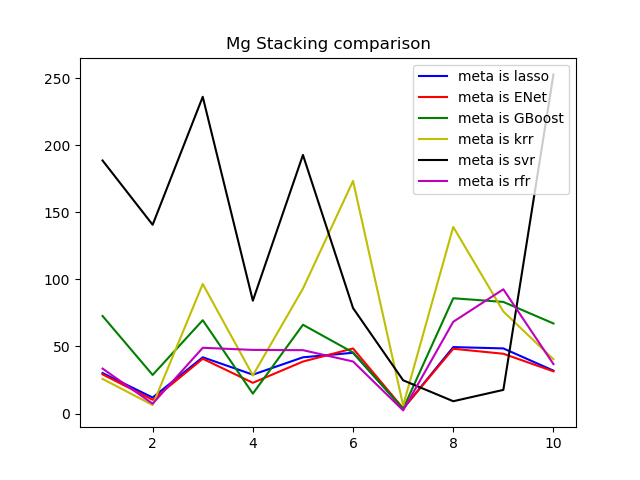 Mg Stacking comparison
250
200
150
100
50
0
2
4
6
8
10
meta is lasso
meta is ENet
meta is GBoost
meta is krr
meta is svr
meta is rfr